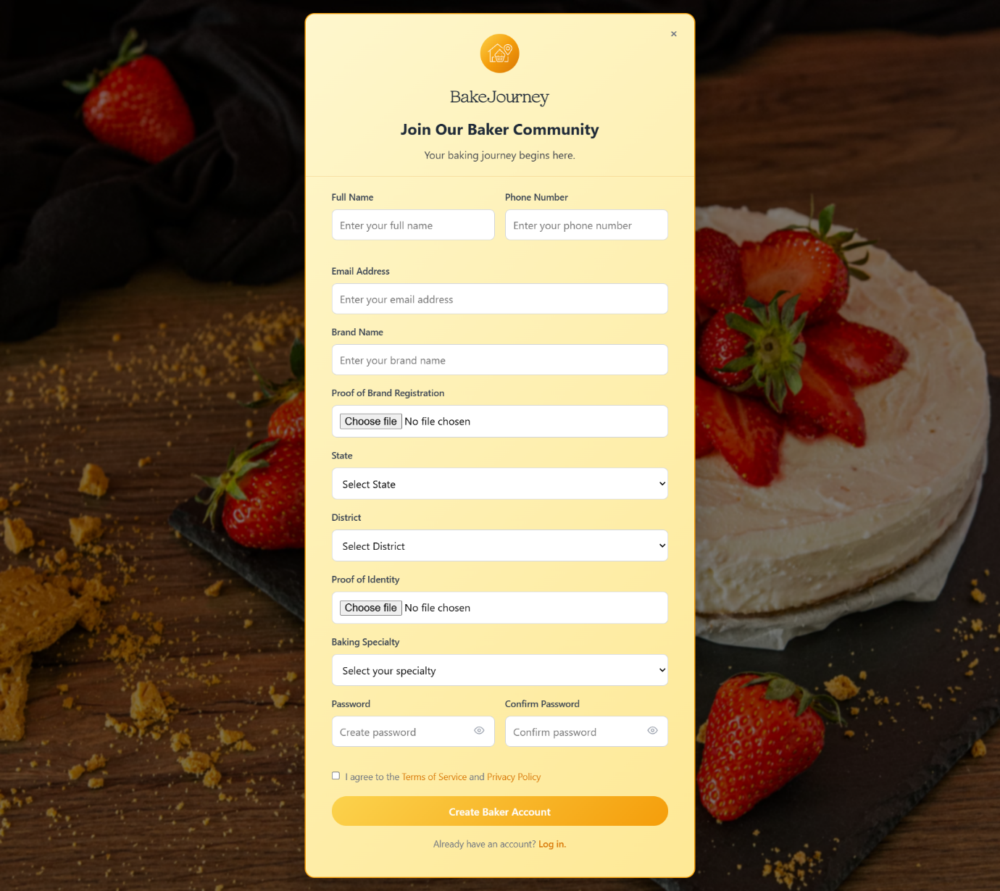 ×
BakeJourney
Join Our Baker Community
Your baking journey begins here.
Full Name Phone Number
Enter your full name Enter your phone number
Email Address
Enter your email address
Brand Name
Enter your brand name
Proof of Brand Registration
Choose file No file chosen
State
Select State
District
Select District
Proof of Identity
Choose file No file chosen
Baking Specialty
Select your specialty
Password Confirm Password
Create password Confirm password
I agree to the Terms of Service and Privacy Policy
Create Baker Account
Already have an account? Log in.